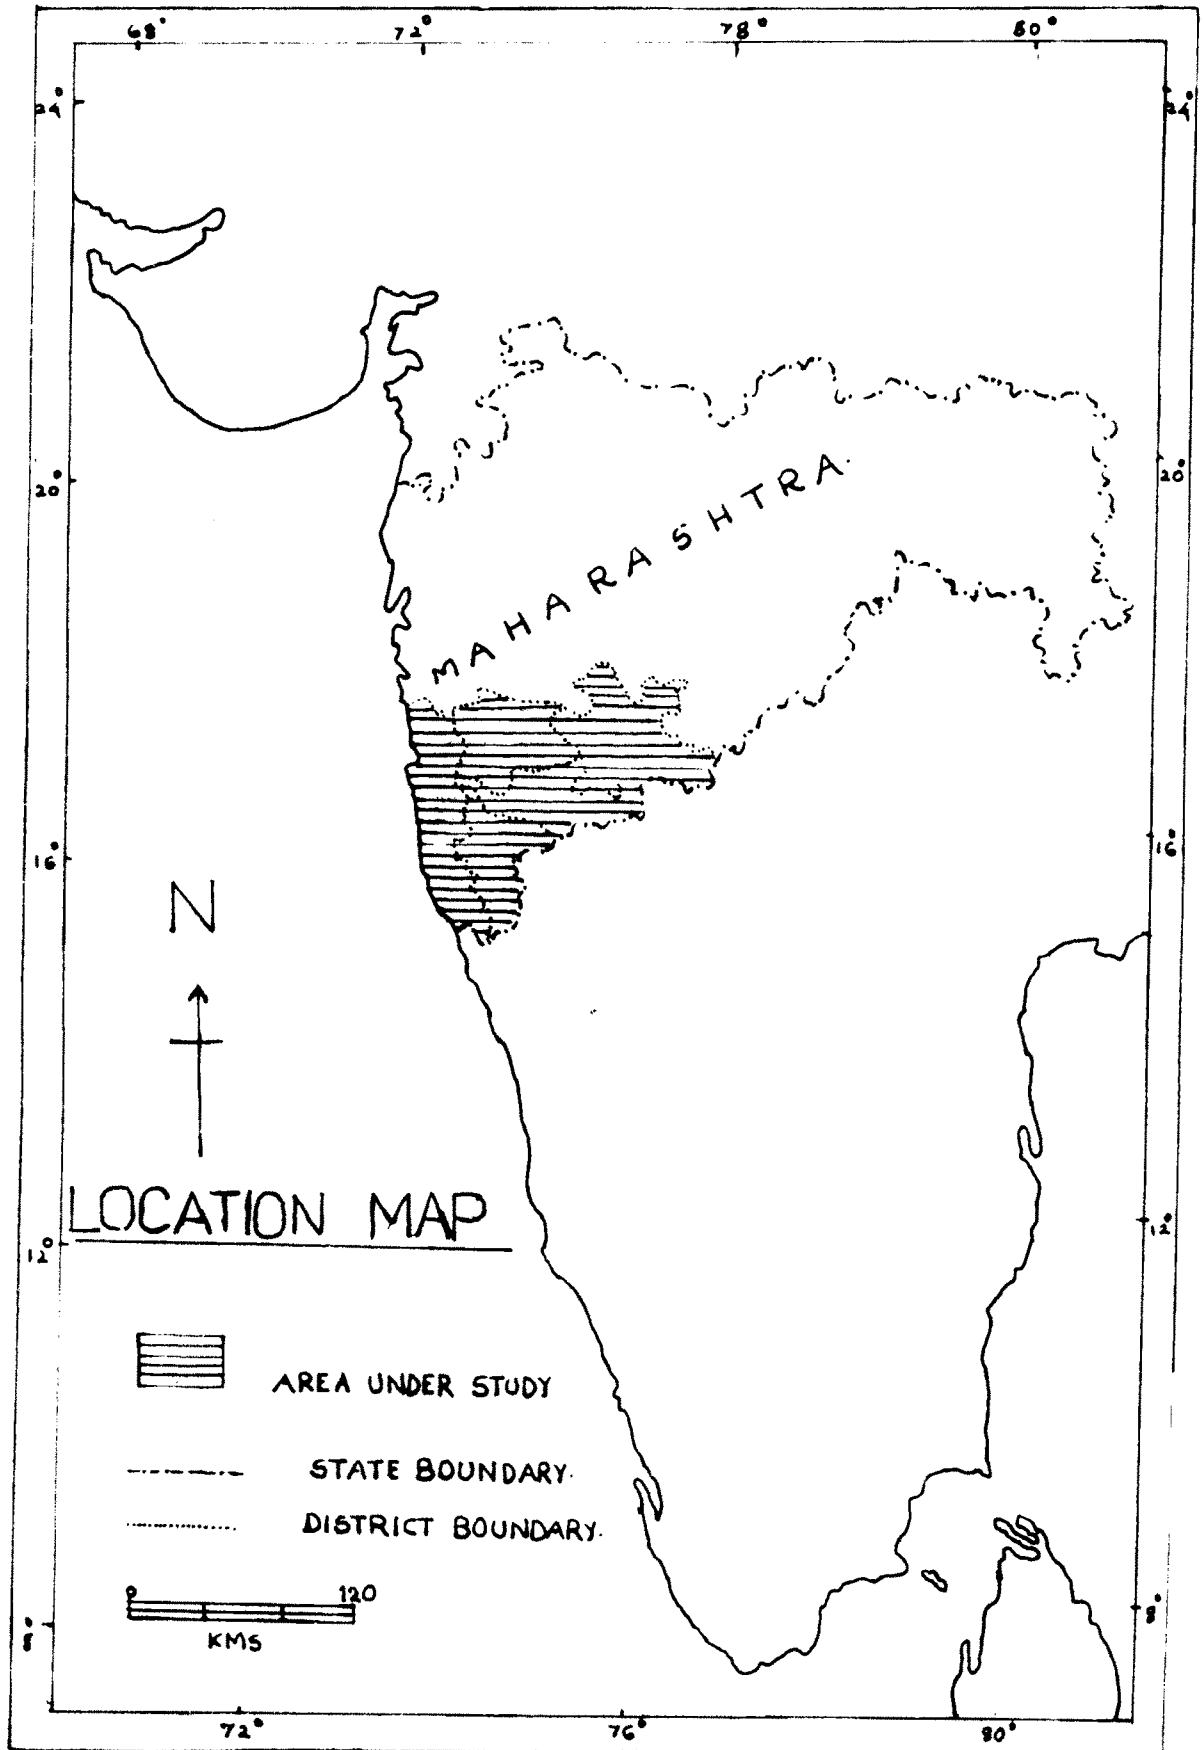 68° 72° 78° 80°
24° 24°
20° 20°
MAHARASHTRA.
16° 16°
N
LOCATION MAP
12° 12°
AREA UNDER STUDY
STATE BOUNDARY.
DISTRICT BOUNDARY.
0 120
KMS
8° 8°
72° 76° 80°